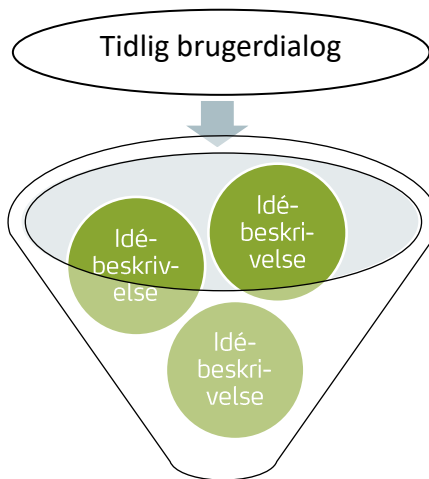 Tidlig brugerdialog
Idé-
beskri-
velse
Idé-
beskriv-
else
Idé-
beskri-
velse